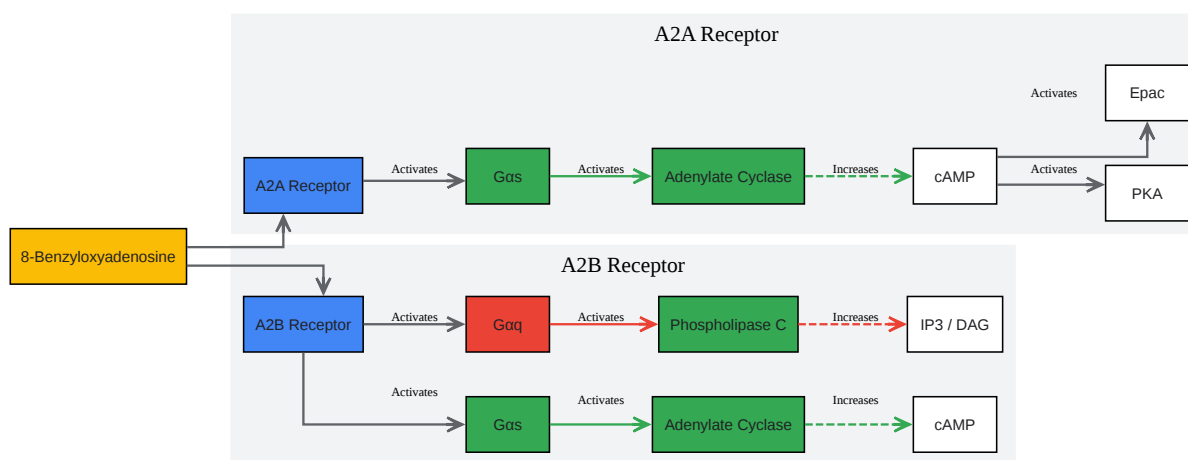 A2A Receptor
Activates
Epac
A2A Receptor
Activates
Gαs
Activates
Adenylate Cyclase
Increases
cAMP
Activates
PKA
8-Benzyloxyadenosine
A2B Receptor
A2B Receptor
Activates
Gαq
Activates
Phospholipase C
Increases
IP3 / DAG
Activates
Gαs
Activates
Adenylate Cyclase
Increases
cAMP